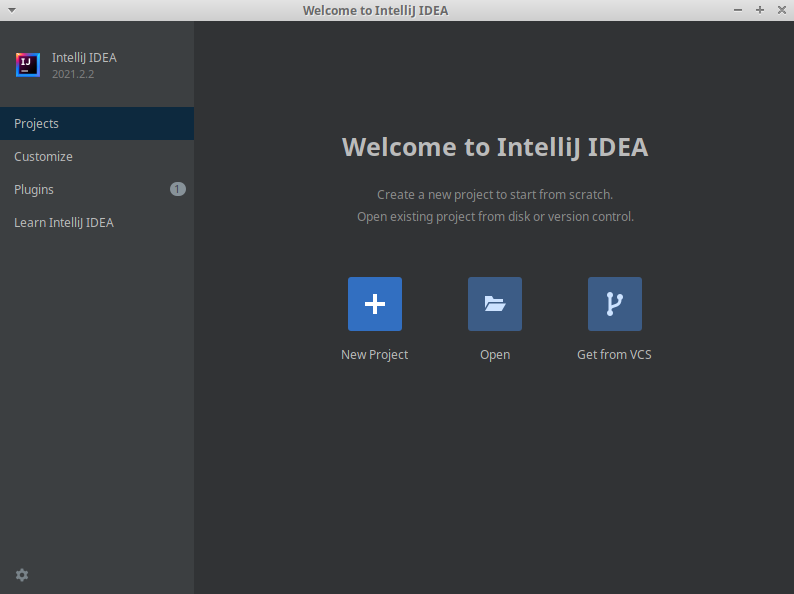 Welcome to IntelliJ IDEA
IJ
IntelliJ IDEA
2021.2.2
Projects
Customize
Plugins 1
Learn IntelliJ IDEA
Welcome to IntelliJ IDEA
Create a new project to start from scratch.
Open existing project from disk or version control.
New Project Open Get from VCS